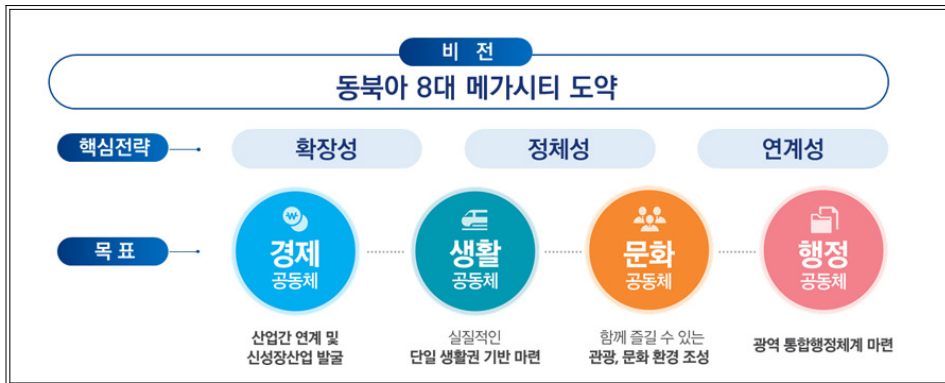 비 전
동북아 8대 메가시티 도약
핵심전략
확장성
정체성
연계성
목 표
경제
공동체
생활
공동체
문화
공동체
행정
공동체
산업간 연계 및
신성장산업 발굴
실질적인
단일 생활권 기반 마련
함께 즐길 수 있는
관광, 문화 환경 조성
광역 통합행정체계 마련